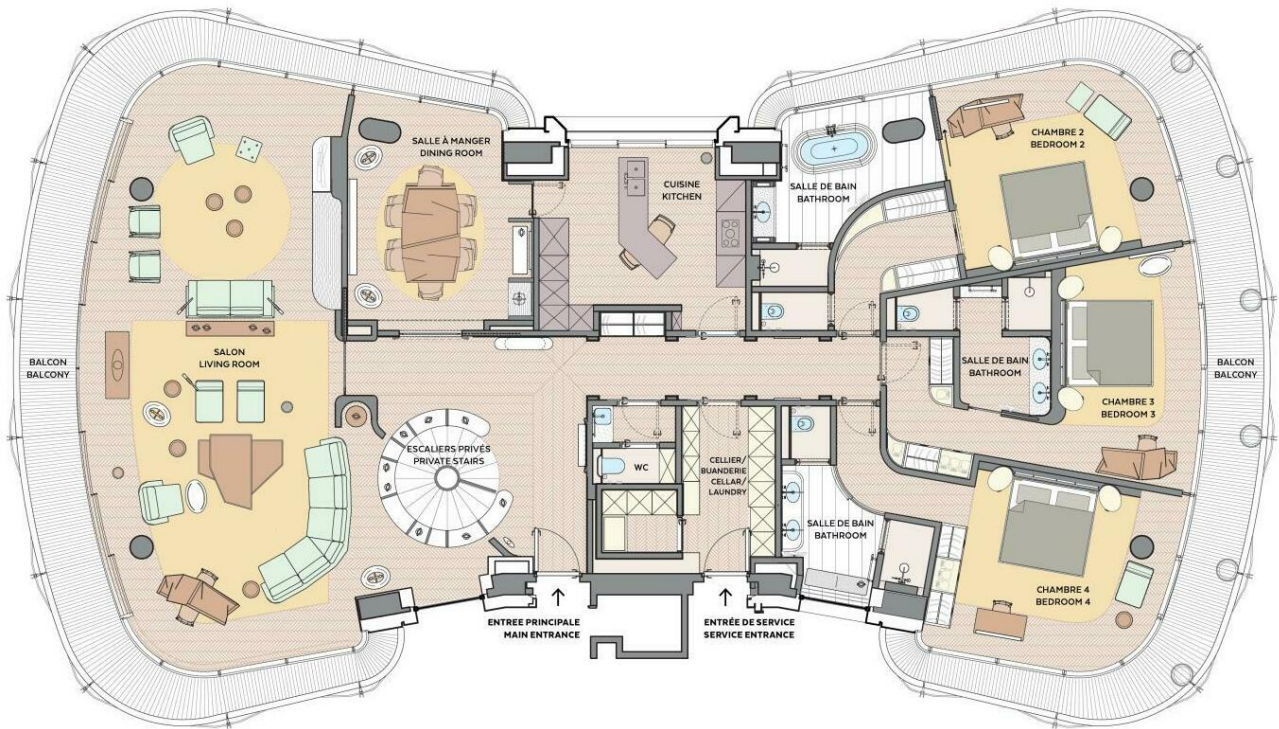 SALLE À MANGER
DINING ROOM
CUISINE
KITCHEN
SALLE DE BAIN
BATHROOM
CHAMBRE 2
BEDROOM 2
SALON
LIVING ROOM
BALCON
BALCONY
SALLE DE BAIN
BATHROOM
CHAMBRE 3
BEDROOM 3
BALCON
BALCONY
ESCALIERS PRIVÉS
PRIVATE STAIRS
WC
CELLIER/
BUANDERIE
CELLAR/
LAUNDRY
SALLE DE BAIN
BATHROOM
CHAMBRE 4
BEDROOM 4
ENTREE PRINCIPALE
MAIN ENTRANCE
ENTRÉE DE SERVICE
SERVICE ENTRANCE